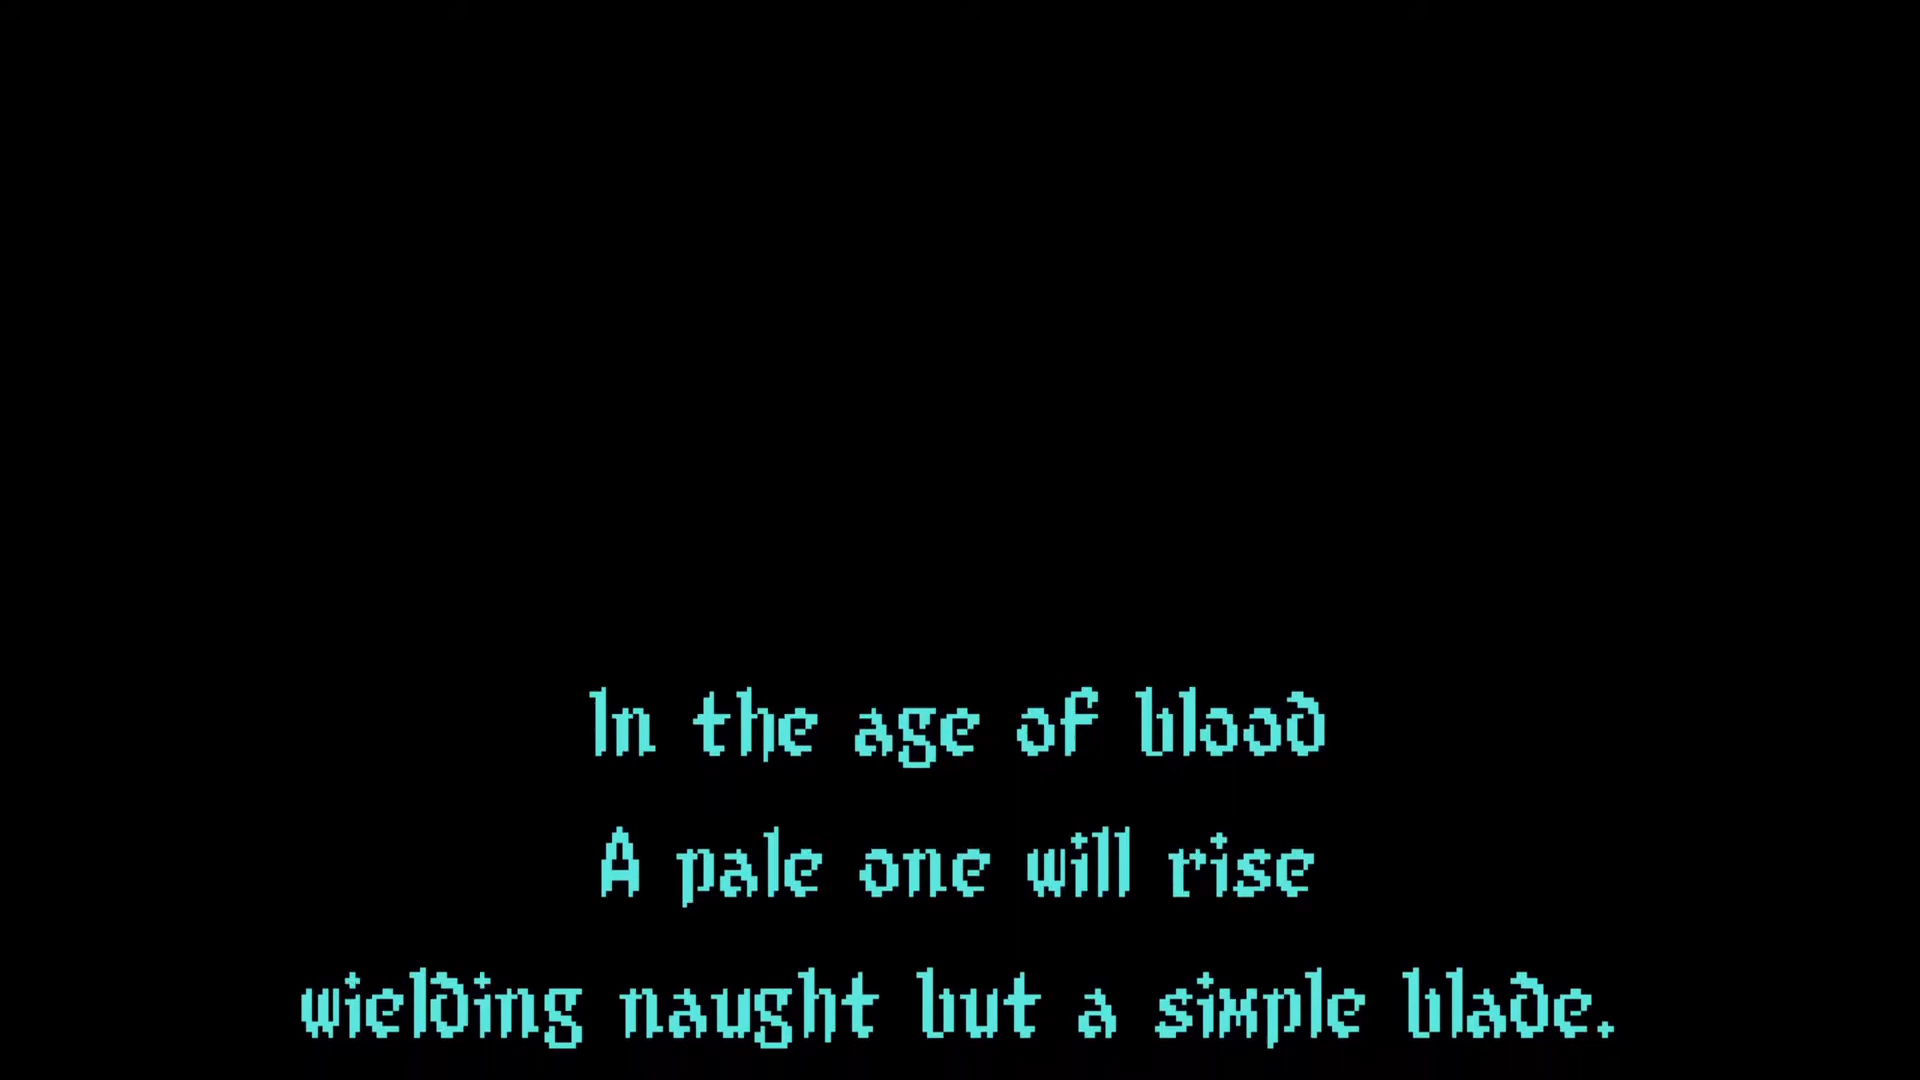 In the age of blood
A pale one will rise
wielding naught but a simple blade.